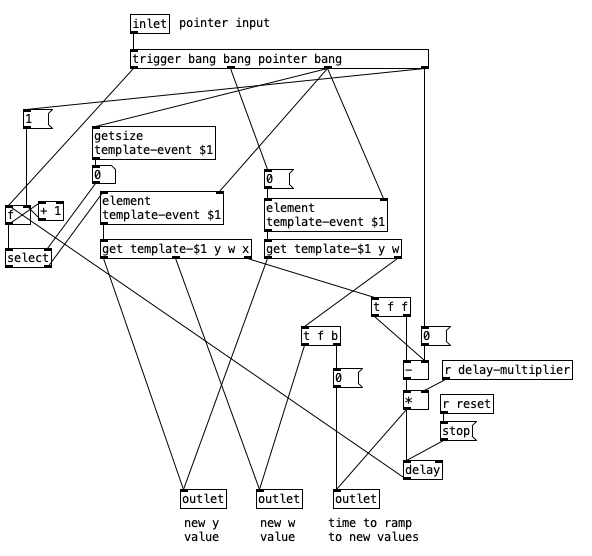 inlet pointer input
trigger bang bang pointer bang
1
getsize
template-event $1
0
0
element
template-event $1
element
template-event $1
f
+ 1
get template-$1 y w x
get template-$1 y w
select
t f f
t f b
0
-
r delay-multiplier
0
*
r reset
stop
delay
outlet
outlet
outlet
new y
value
new w
value
time to ramp
to new values